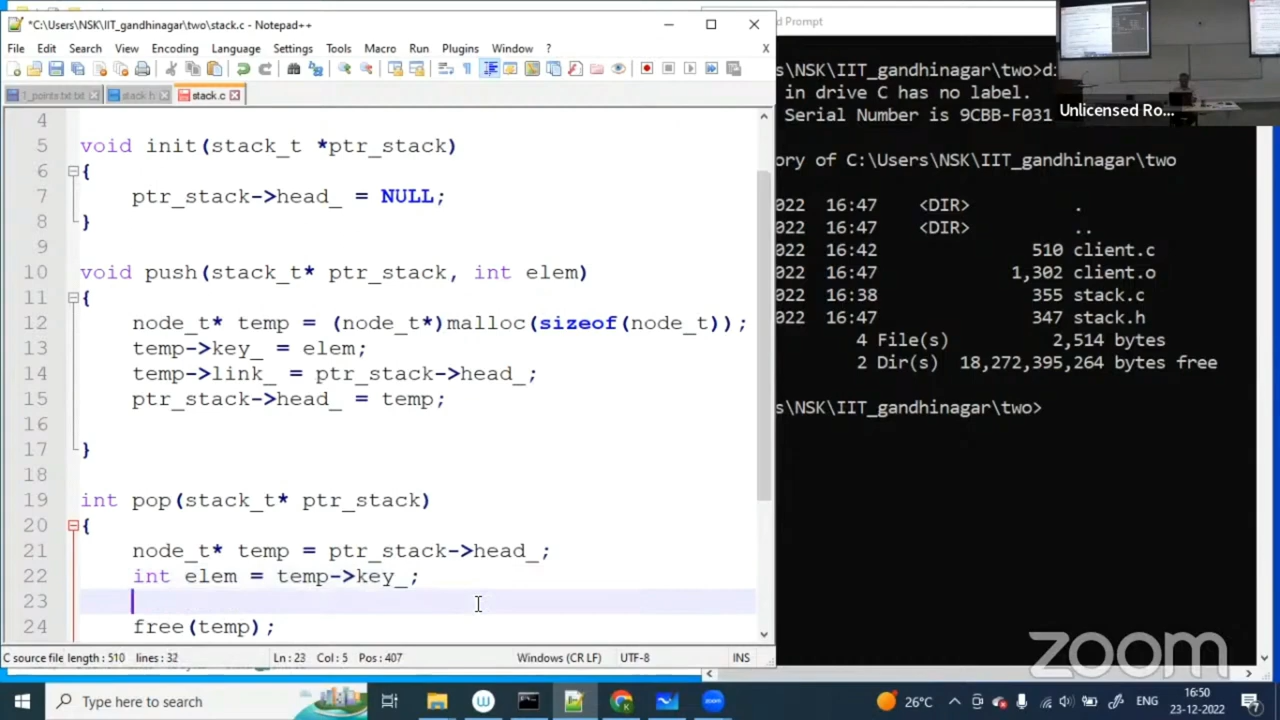 *C:\Users\NSK\IIT_gandhinagar\two\stack.c - Notepad++
File Edit Search View Encoding Language Settings Tools Macro Run Plugins Window ? X
T_points.txt.txt stack.h stack.c
4
5 void init(stack_t *ptr_stack)
6 {
7 ptr_stack->head_ = NULL;
8 }
9
10 void push(stack_t* ptr_stack, int elem)
11 {
12 node_t* temp = (node_t*)malloc(sizeof(node_t));
13 temp->key_ = elem;
14 temp->link_ = ptr_stack->head_;
15 ptr_stack->head_ = temp;
16
17 }
18
19 int pop(stack_t* ptr_stack)
20 {
21 node_t* temp = ptr_stack->head_;
22 int elem = temp->key_;
23
24 free(temp);
C source file length : 510 lines : 32 Ln : 23 Col : 5 Pos : 407 Windows (CR LF) UTF-8 INS
Prompt
s\NSK\IIT_gandhinagar\two>d
in drive C has no label.
Serial Number is 9CBB-F031
ory of C:\Users\NSK\IIT_gandhinagar\two
022 16:47 <DIR> .
022 16:47 <DIR> ..
022 16:42 510 client.c
022 16:47 1,302 client.o
022 16:38 355 stack.c
022 16:47 347 stack.h
4 File(s) 2,514 bytes
2 Dir(s) 18,272,395,264 bytes free
s\NSK\IIT_gandhinagar\two>
Unlicensed Ro...
zoom
Type here to search
26°C ENG 16:50
23-12-2022
7